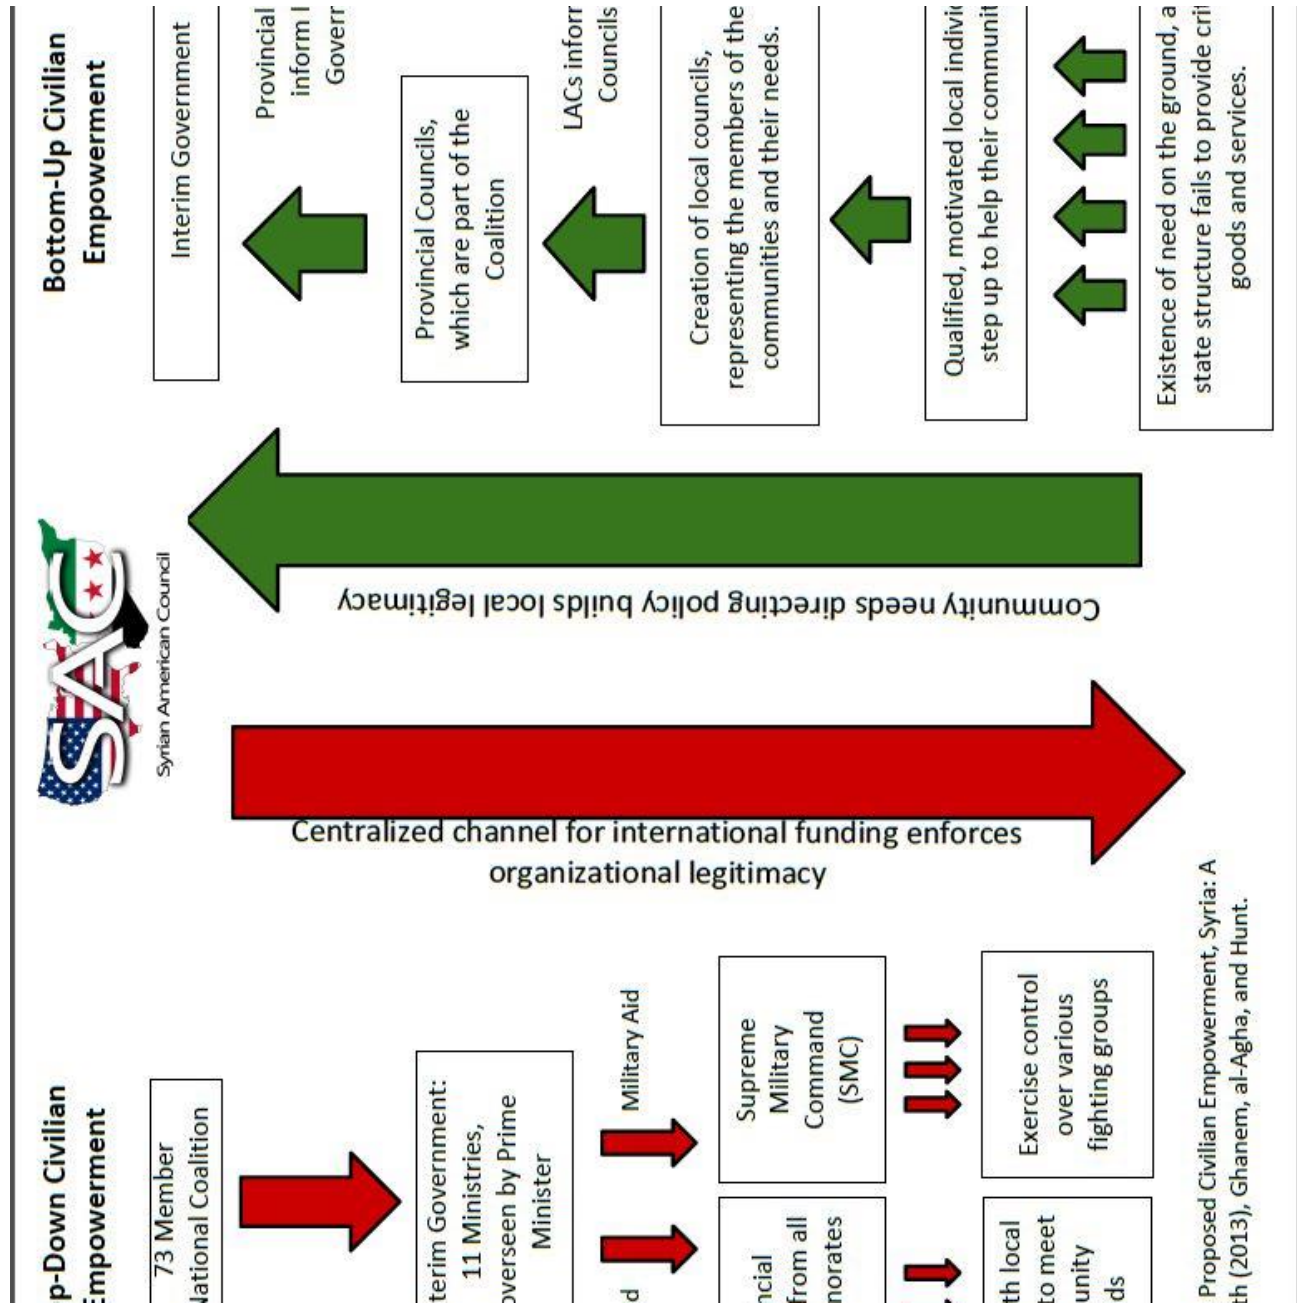 p-Down Civilian
Empowerment
73 Member
National Coalition
terim Government:
11 Ministries,
overseen by Prime
Minister
d
Military Aid
ncial
from all
norates
Supreme
Military
Command
(SMC)
th local
to meet
unity
ds
Exercise control
over various
fighting groups
SAC
Syrian American Council
Centralized channel for international funding enforces
organizational legitimacy
Community needs directing policy builds local legitimacy
Bottom-Up Civilian
Empowerment
Interim Government
Provincial
inform I
Govern
Provincial Councils,
which are part of the
Coalition
LACs infor
Councils
Creation of local councils,
representing the members of the
communities and their needs.
Qualified, motivated local indivi
step up to help their communit
Existence of need on the ground, a
state structure fails to provide cri
goods and services.
Proposed Civilian Empowerment, Syria: A
th (2013), Ghanem, al-Agha, and Hunt.